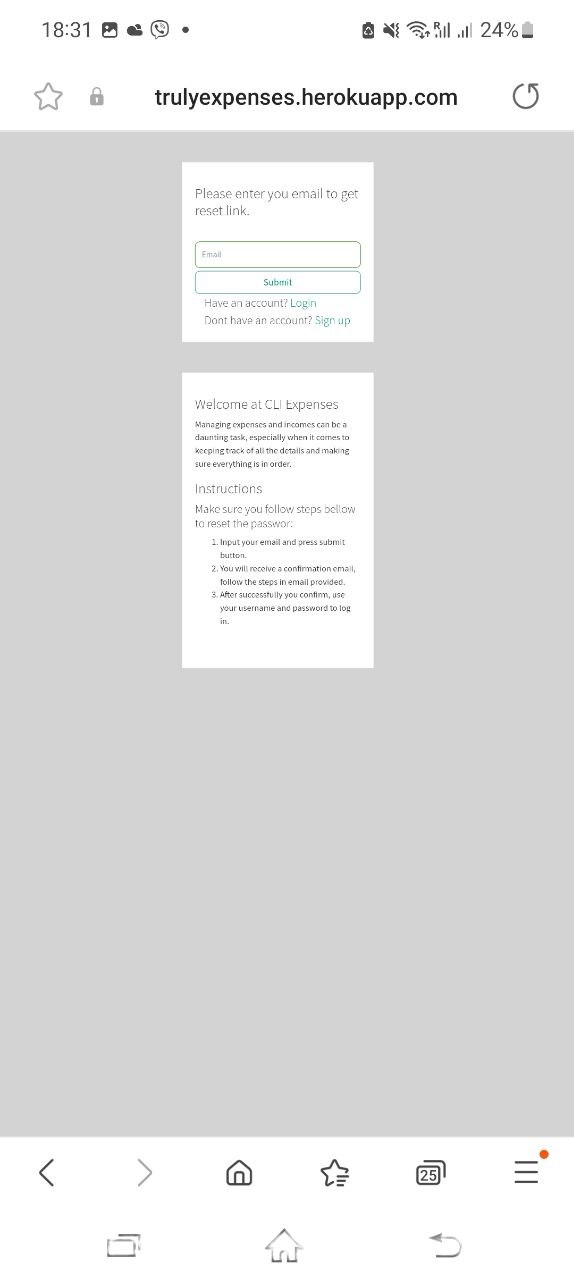 18:31
24%
trulyexpenses.herokuapp.com
Please enter you email to get
reset link.
Email
Submit
Have an account? Login
Dont have an account? Sign up
Welcome at CLI Expenses
Managing expenses and incomes can be a
daunting task, especially when it comes to
keeping track of all the details and making
sure everything is in order.
Instructions
Make sure you follow steps bellow
to reset the passwor:
1. Input your email and press submit
button.
2. You will receive a confirmation email,
follow the steps in email provided.
3. After successfully you confirm, use
your username and password to log
in.
25